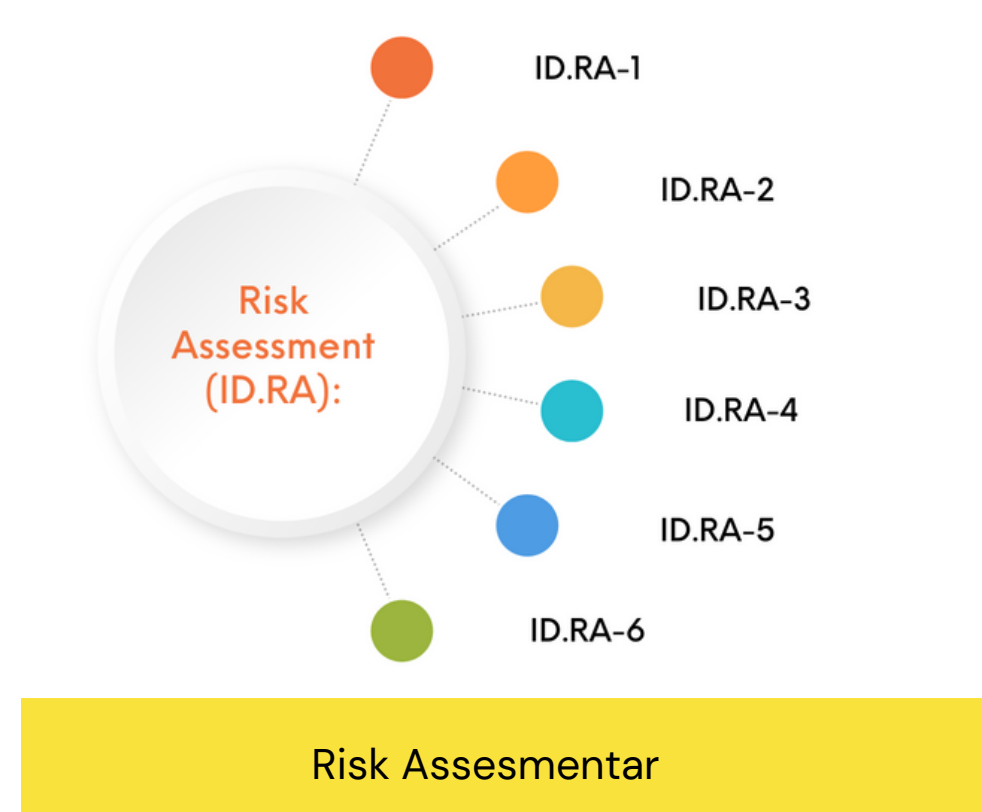 Risk
Assessment
(ID.RA):
ID.RA-1
ID.RA-2
ID.RA-3
ID.RA-4
ID.RA-5
ID.RA-6
Risk Assesmentar